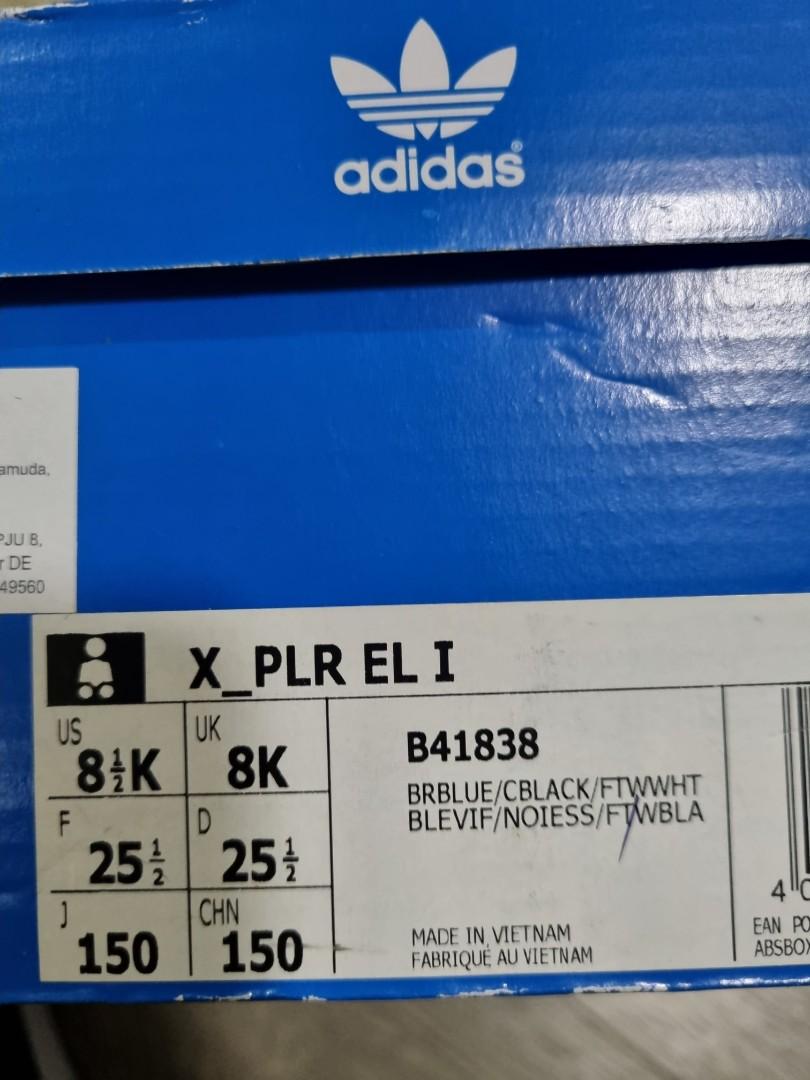 adidas®
amuda,
PJU 8,
r DE
49560
X_PLR EL I
US
8½K
UK
8K
F
25½
D
25½
J
150
CHN
150
B41838
BRBLUE/CBLACK/FTWWHT
BLEVIF/NOIESS/FTWBLA
MADE IN VIETNAM
FABRIQUÉ AU VIETNAM
4
EAN PO
ABSBOX